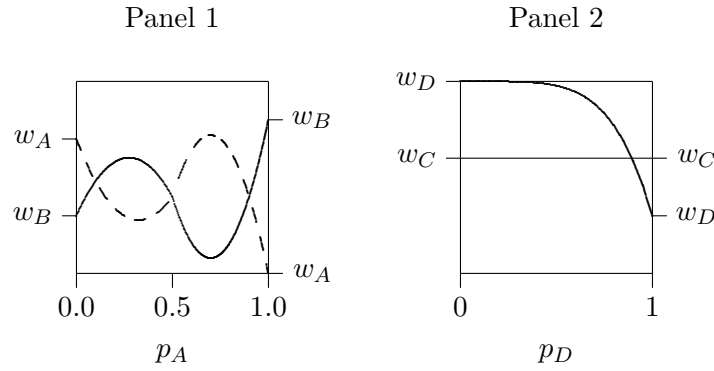 Panel 1
w_A
w_B
w_B
w_A
0.0 0.5 1.0
p_A
Panel 2
w_D
w_C
w_C
w_D
0 1
p_D